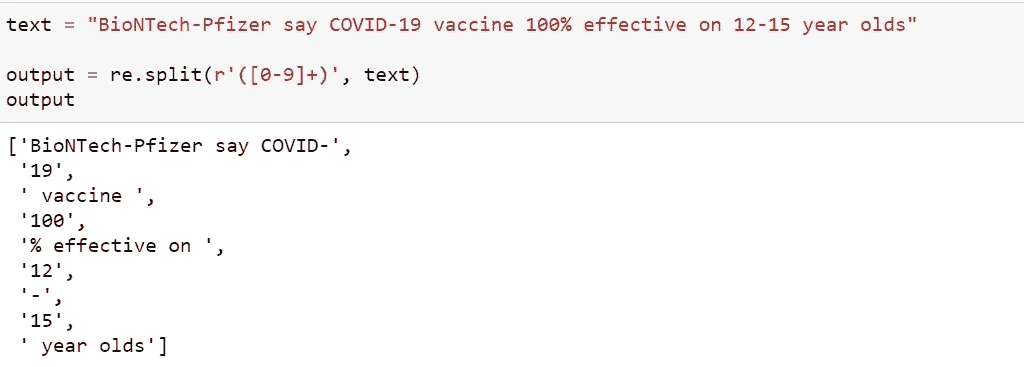 text = "BioNTech-Pfizer say COVID-19 vaccine 100% effective on 12-15 year olds"
output = re.split(r'([0-9]+)', text)
output
['BioNTech-Pfizer say COVID-',
 '19',
 ' vaccine ',
 '100',
 '% effective on ',
 '12',
 '-',
 '15',
 ' year olds']